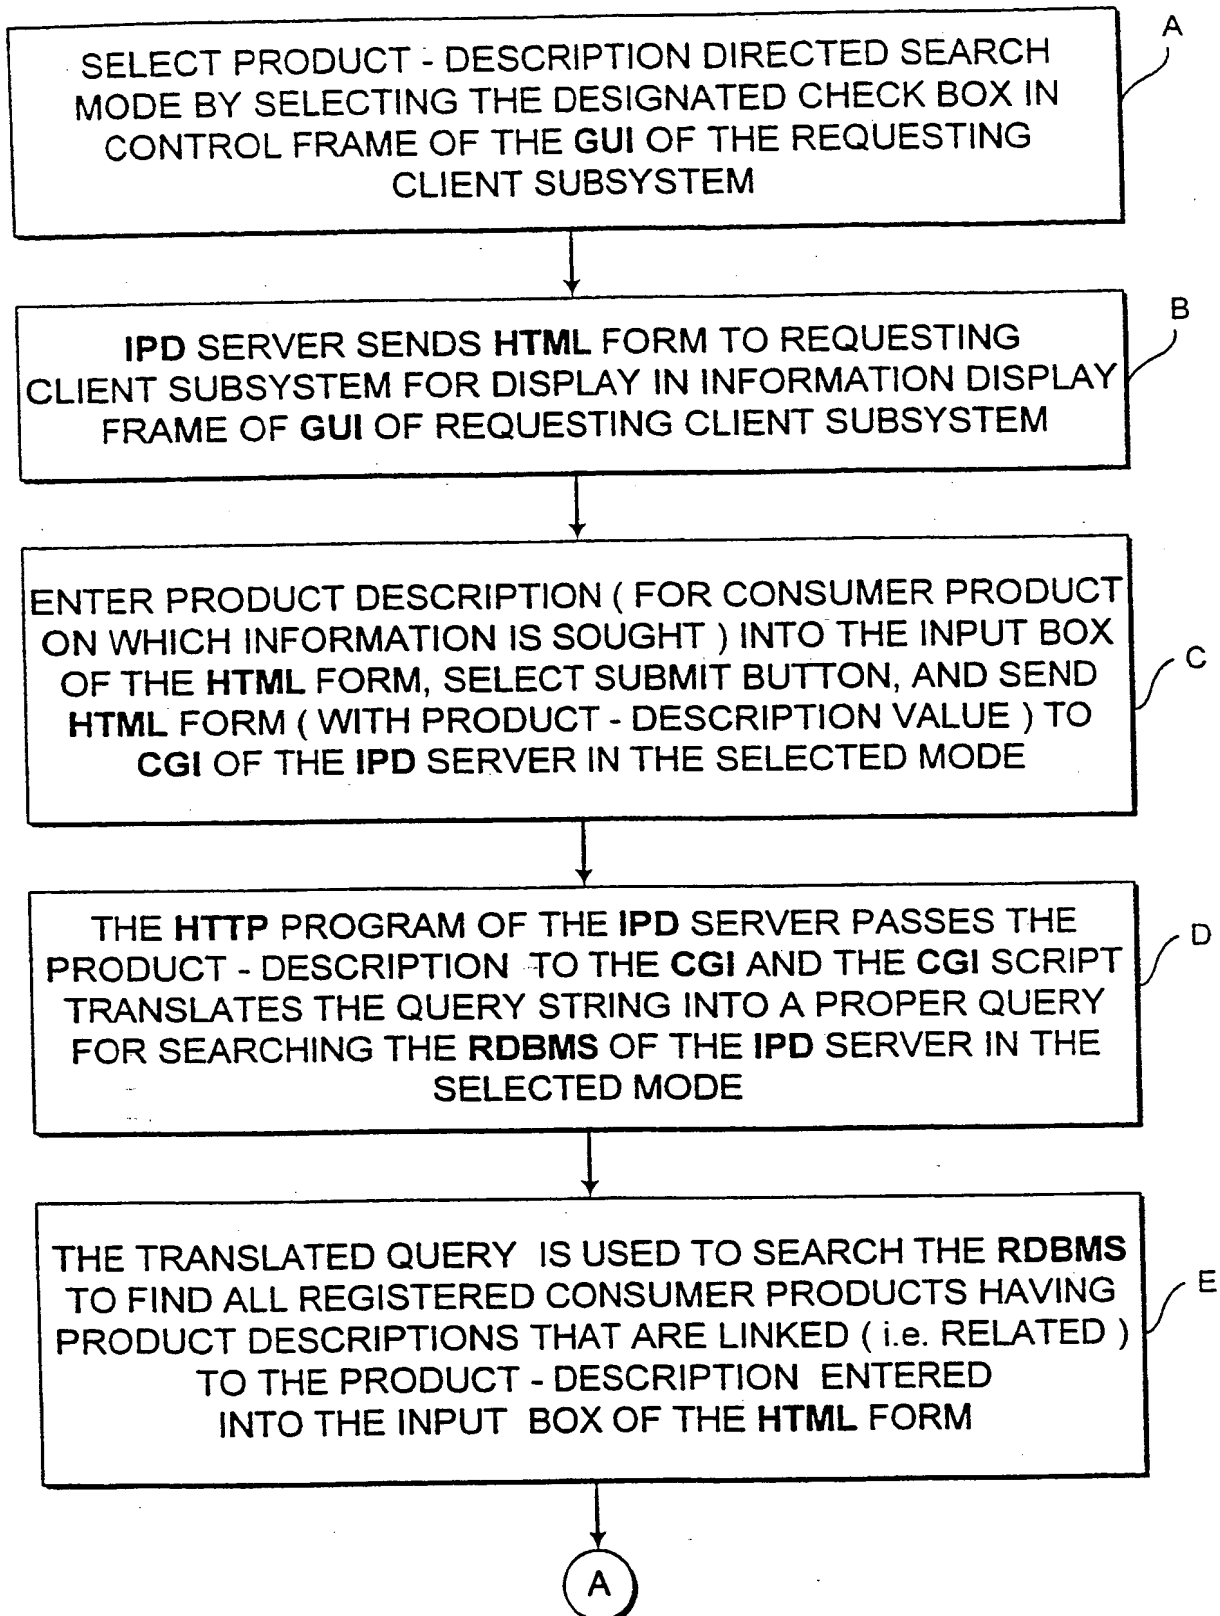 A
SELECT PRODUCT - DESCRIPTION DIRECTED SEARCH
MODE BY SELECTING THE DESIGNATED CHECK BOX IN
CONTROL FRAME OF THE GUI OF THE REQUESTING
CLIENT SUBSYSTEM
B
IPD SERVER SENDS HTML FORM TO REQUESTING
CLIENT SUBSYSTEM FOR DISPLAY IN INFORMATION DISPLAY
FRAME OF GUI OF REQUESTING CLIENT SUBSYSTEM
C
ENTER PRODUCT DESCRIPTION ( FOR CONSUMER PRODUCT
ON WHICH INFORMATION IS SOUGHT ) INTO THE INPUT BOX
OF THE HTML FORM, SELECT SUBMIT BUTTON, AND SEND
HTML FORM ( WITH PRODUCT - DESCRIPTION VALUE ) TO
CGI OF THE IPD SERVER IN THE SELECTED MODE
D
THE HTTP PROGRAM OF THE IPD SERVER PASSES THE
PRODUCT - DESCRIPTION TO THE CGI AND THE CGI SCRIPT
TRANSLATES THE QUERY STRING INTO A PROPER QUERY
FOR SEARCHING THE RDBMS OF THE IPD SERVER IN THE
SELECTED MODE
E
THE TRANSLATED QUERY IS USED TO SEARCH THE RDBMS
TO FIND ALL REGISTERED CONSUMER PRODUCTS HAVING
PRODUCT DESCRIPTIONS THAT ARE LINKED ( i.e. RELATED )
TO THE PRODUCT - DESCRIPTION ENTERED
INTO THE INPUT BOX OF THE HTML FORM
A